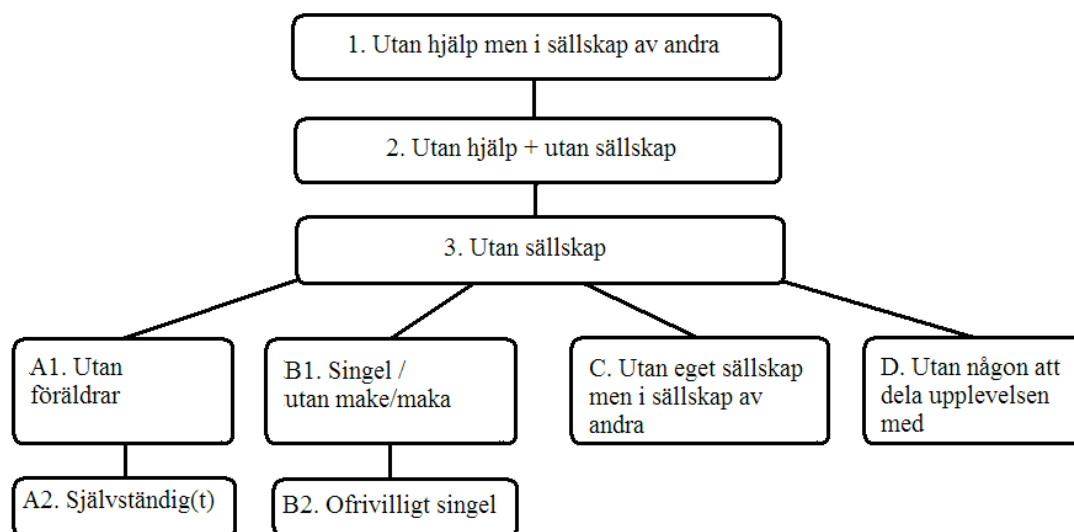 1. Utan hjälp men i sällskap av andra
2. Utan hjälp + utan sällskap
3. Utan sällskap
A1. Utan
föräldrar
B1. Singel /
utan make/maka
C. Utan eget sällskap
men i sällskap av
andra
D. Utan någon att
dela upplevelsen
med
A2. Självständig(t)
B2. Ofrivilligt singel